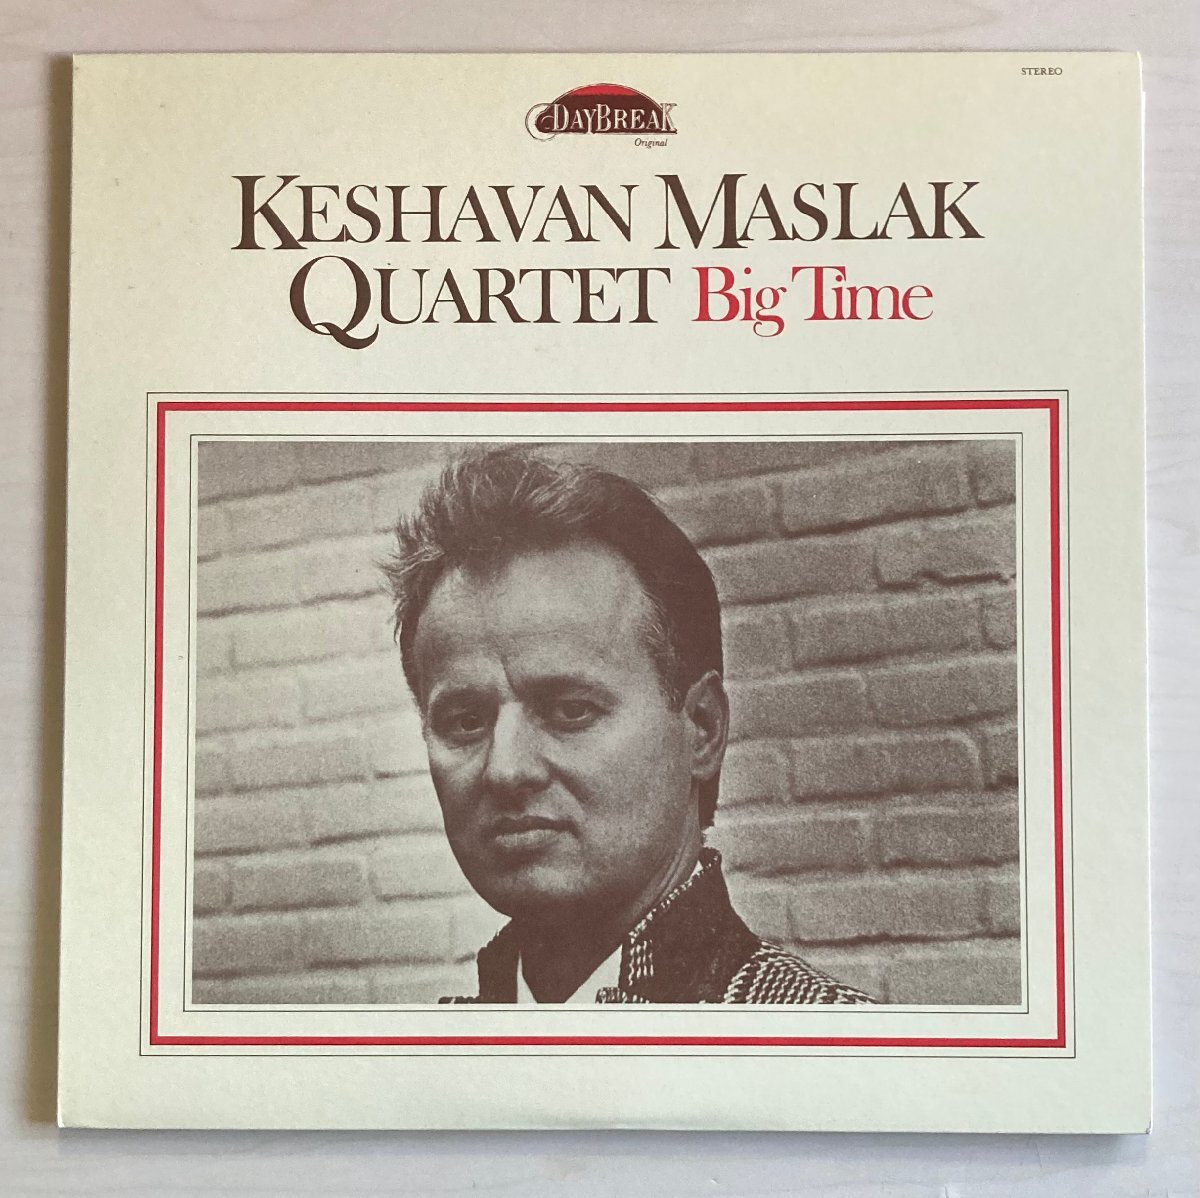 STEREO
DAYBREAK
Original
KESHAVAN MASLAK
QUARTET Big Time